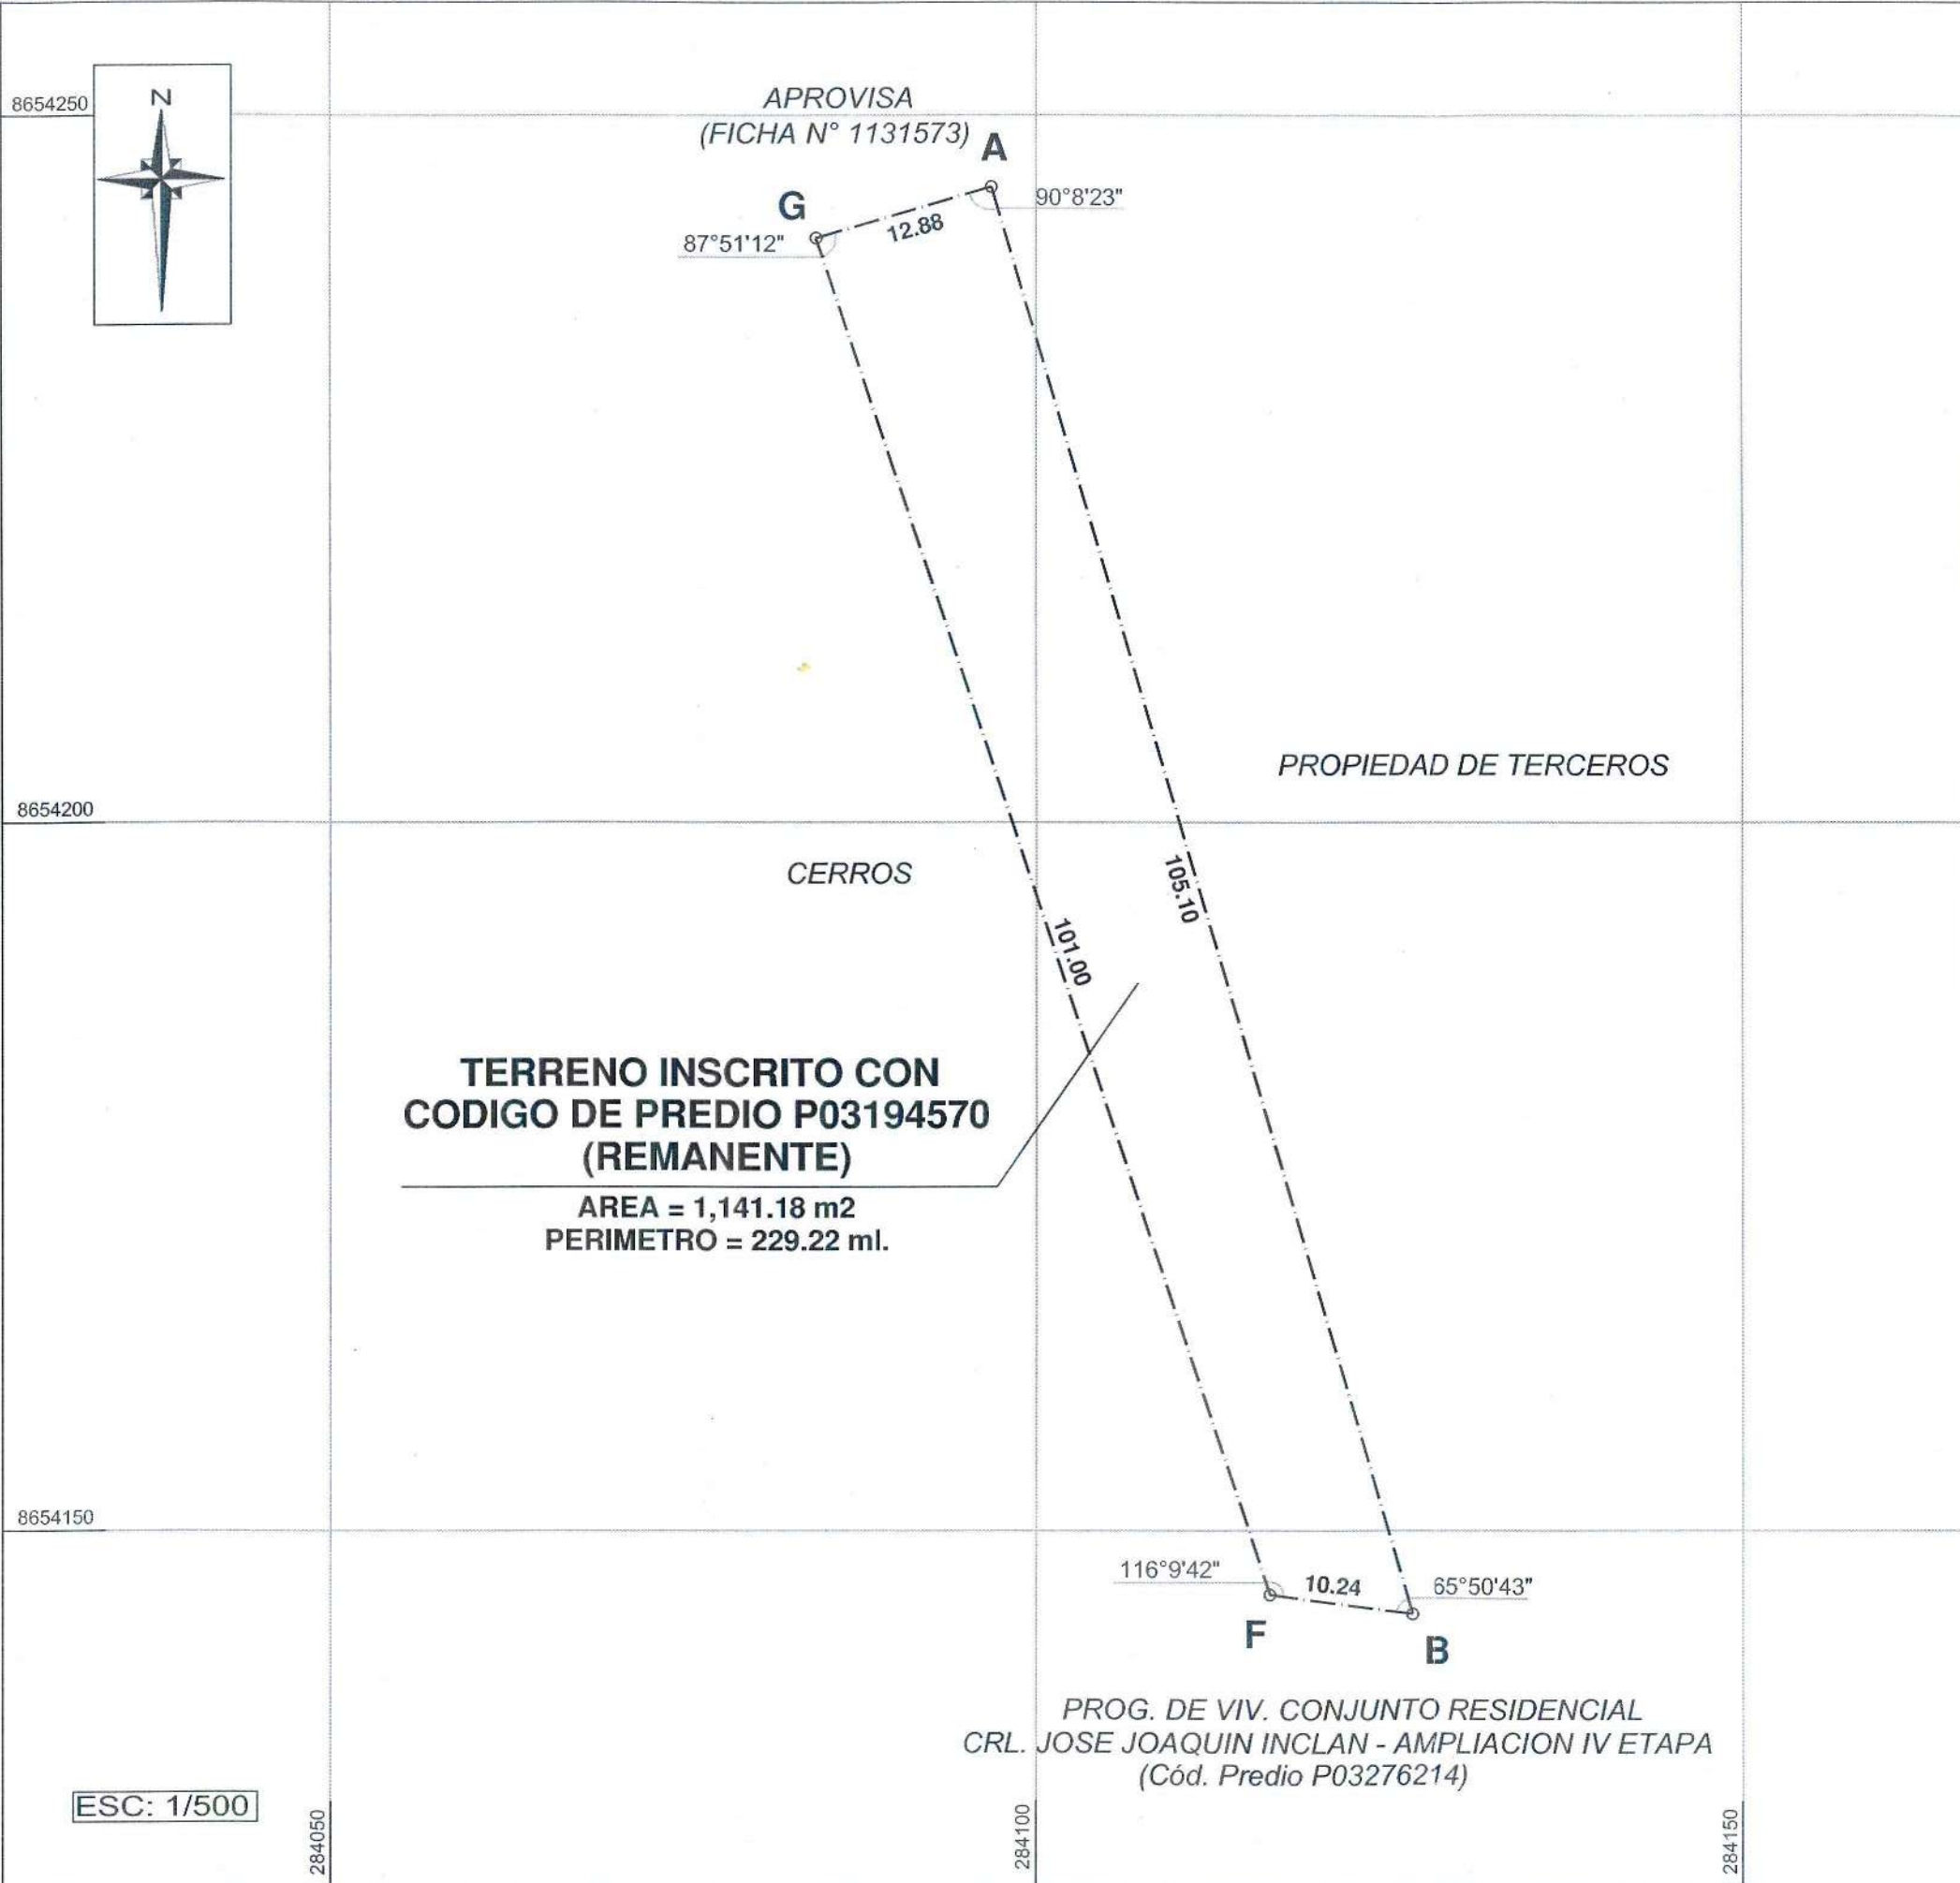 N
8654250
APROVISA
(FICHA N° 1131573)
A
90°8'23"
G
87°51'12"
12.88
PROPIEDAD DE TERCEROS
8654200
CERROS
105.10
101.00
TERRENO INSCRITO CON
CODIGO DE PREDIO P03194570
(REMANENTE)
AREA = 1,141.18 m2
PERIMETRO = 229.22 ml.
8654150
116°9'42"
10.24
65°50'43"
F
B
PROG. DE VIV. CONJUNTO RESIDENCIAL
CRL. JOSE JOAQUIN INCLAN - AMPLIACION IV ETAPA
(Cód. Predio P03276214)
ESC: 1/500
284050
284100
284150